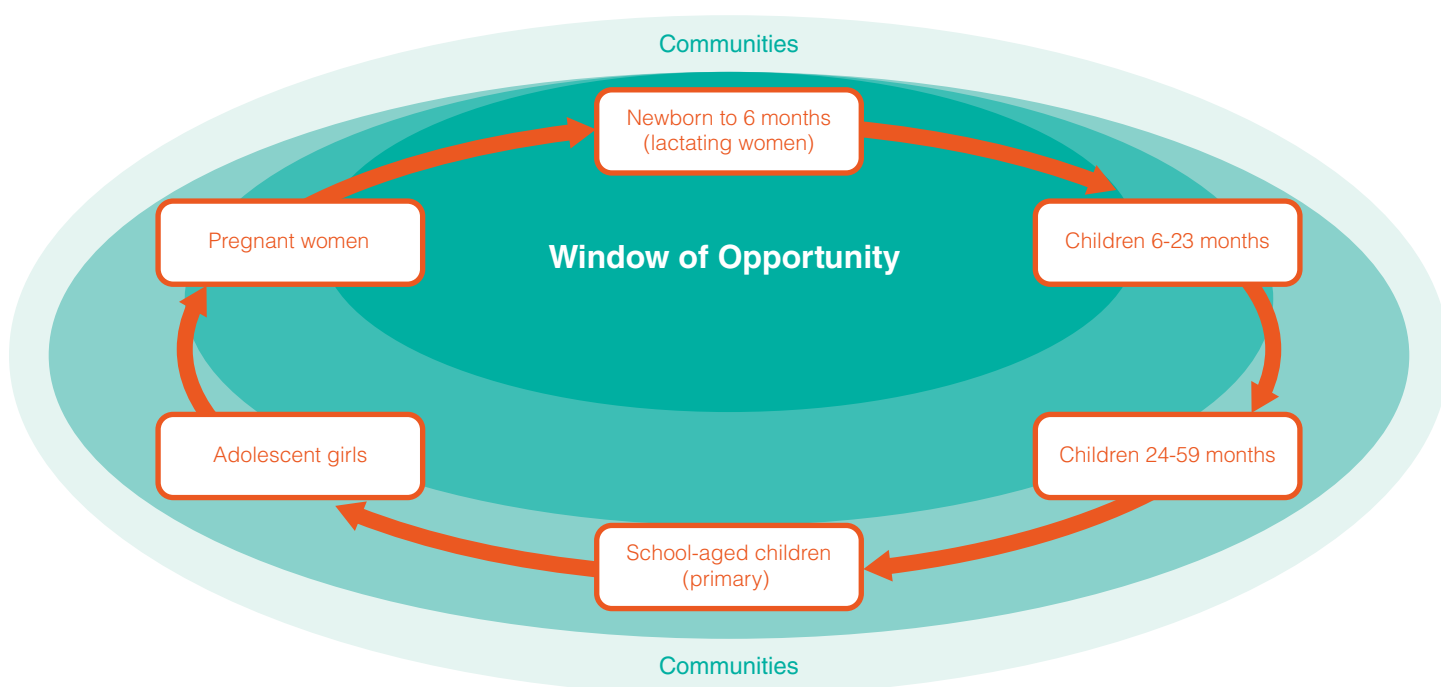 Communities
Newborn to 6 months
(lactating women)
Pregnant women
Children 6-23 months
Window of Opportunity
Adolescent girls
Children 24-59 months
School-aged children
(primary)
Communities